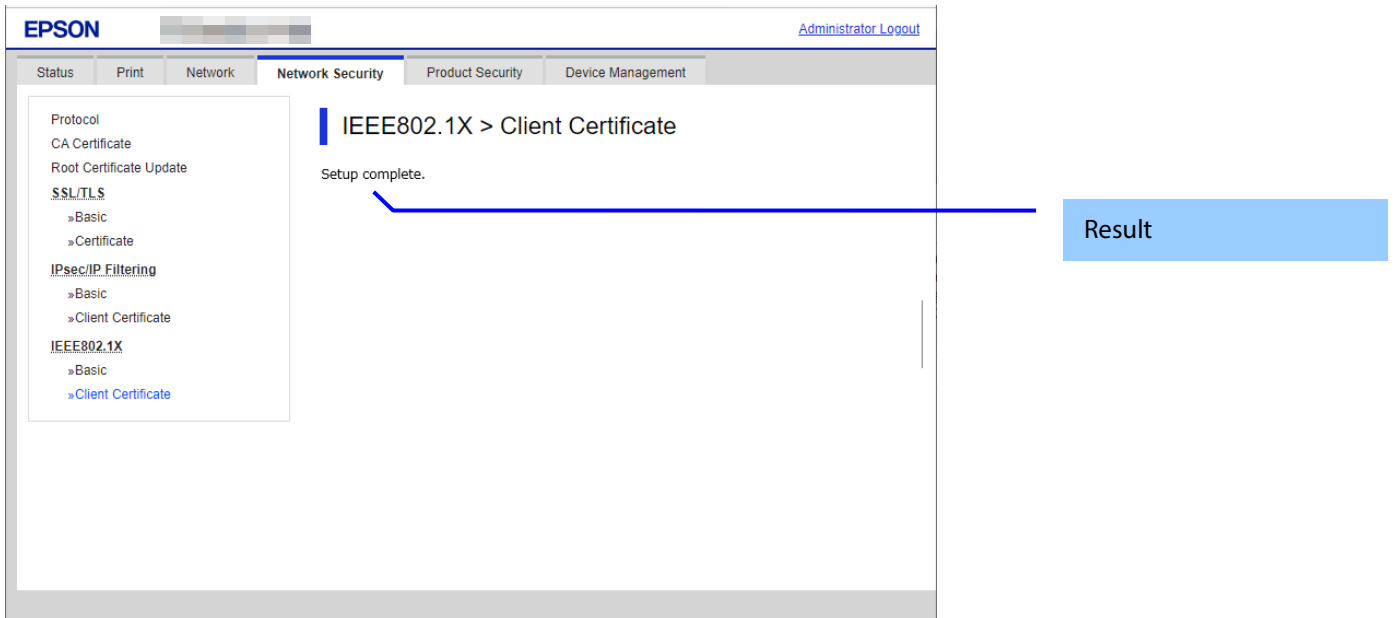 EPSON
Administrator Logout
Status Print Network Network Security Product Security Device Management
Protocol
CA Certificate
Root Certificate Update
SSL/TLS
»Basic
»Certificate
IPsec/IP Filtering
»Basic
»Client Certificate
IEEE802.1X
»Basic
»Client Certificate
IEEE802.1X > Client Certificate
Setup complete.
Result